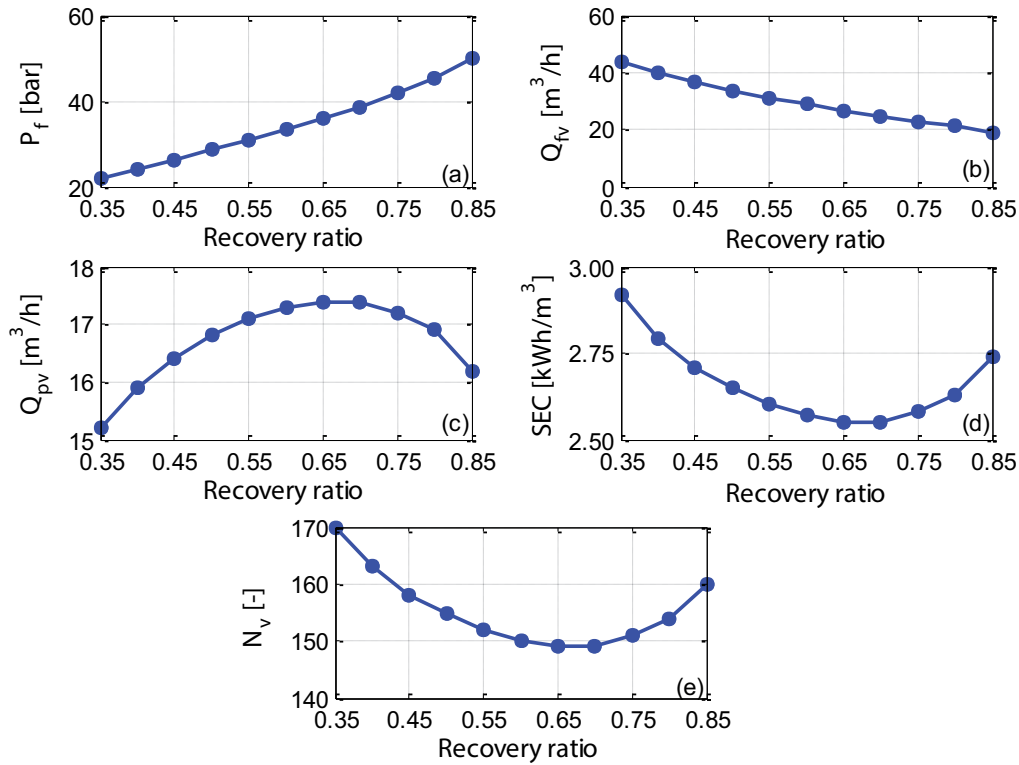 60
40
20
P_f [bar]
(a)
0.35 0.45 0.55 0.65 0.75 0.85
Recovery ratio
60
40
20
0
Q_fv [m^3/h]
(b)
0.35 0.45 0.55 0.65 0.75 0.85
Recovery ratio
18
17
16
15
Q_pv [m^3/h]
(c)
0.35 0.45 0.55 0.65 0.75 0.85
Recovery ratio
3.00
2.75
2.50
SEC [kWh/m^3]
(d)
0.35 0.45 0.55 0.65 0.75 0.85
Recovery ratio
170
160
150
140
N_v [-]
(e)
0.35 0.45 0.55 0.65 0.75 0.85
Recovery ratio